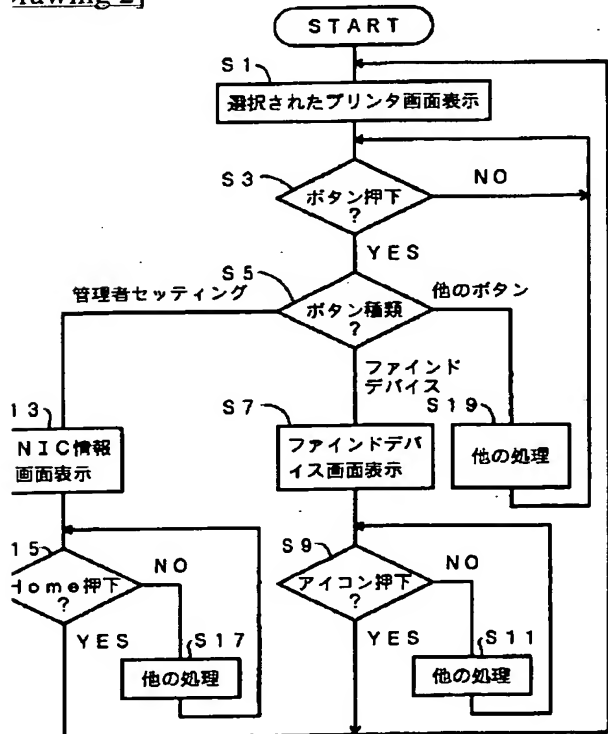 Drawing 2]
START
S1
選択されたプリンタ画面表示
S3
ボタン押下
?
NO
YES
S5
管理者セッティング
ボタン種類
?
他のボタン
ファインド
デバイス
13
NIC情報
画面表示
S7
ファインドデバ
イス画面表示
S19
他の処理
15
Home押下
?
NO
YES
S17
他の処理
S9
アイコン押下
?
NO
YES
S11
他の処理